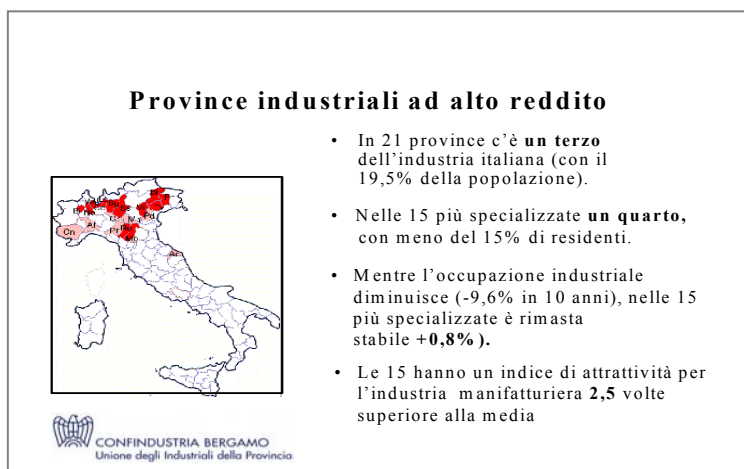 Province industriali ad alto reddito
• In 21 province c'è un terzo
dell'industria italiana (con il
19,5% della popolazione).
• Nelle 15 più specializzate un quarto,
con meno del 15% di residenti.
• Mentre l'occupazione industriale
diminuisce (-9,6% in 10 anni), nelle 15
più specializzate è rimasta
stabile +0,8%).
• Le 15 hanno un indice di attrattività per
l'industria manifatturiera 2,5 volte
superiore alla media
Pd
Cn
Al
Pr
Mo
CONFINDUSTRIA BERGAMO
Unione degli Industriali della Provincia